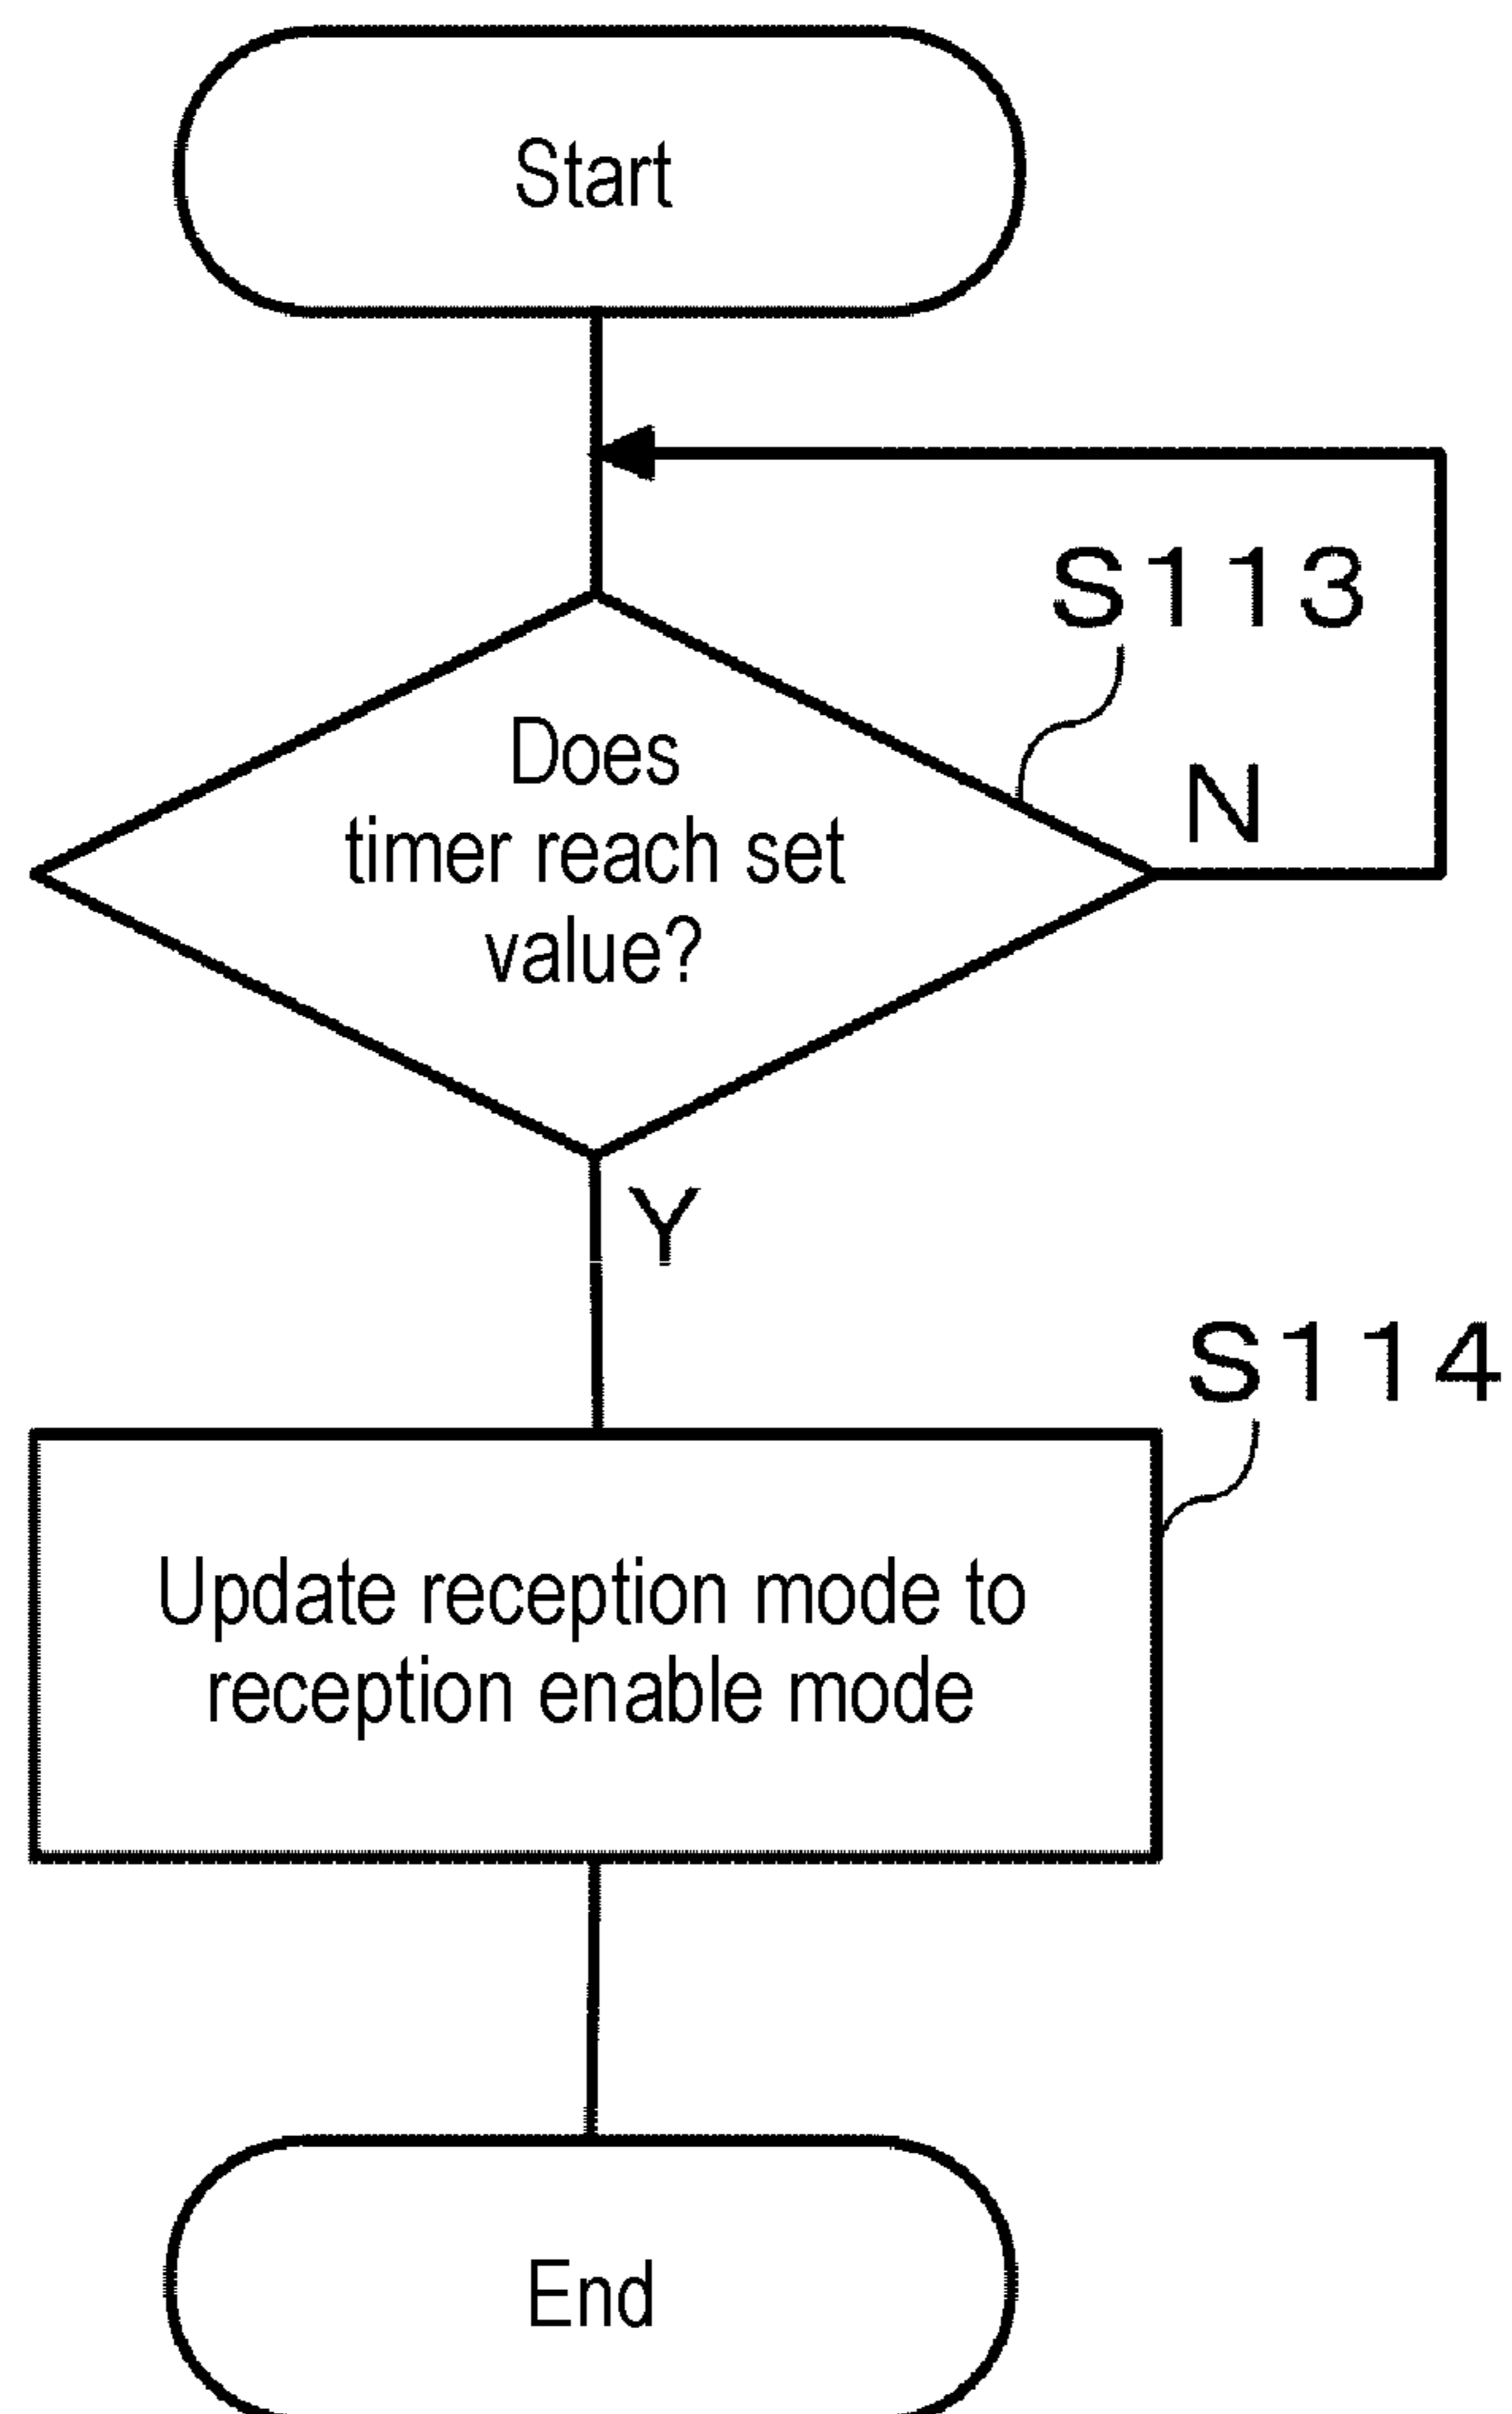 Start
S113
Does
timer reach set
value?
N
Y
S114
Update reception mode to
reception enable mode
End